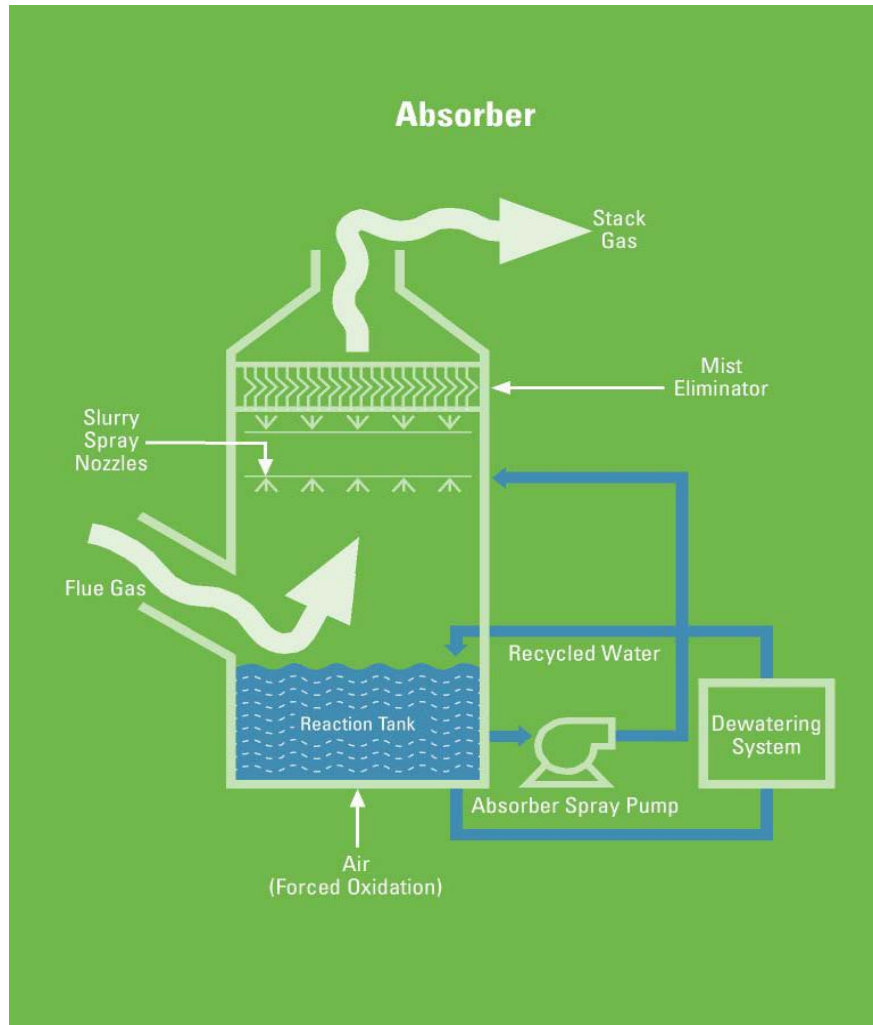 Absorber
Stack
Gas
Mist
Eliminator
Slurry
Spray
Nozzles
Flue Gas
Recycled Water
Reaction Tank
Dewatering
System
Absorber Spray Pump
Air
(Forced Oxidation)